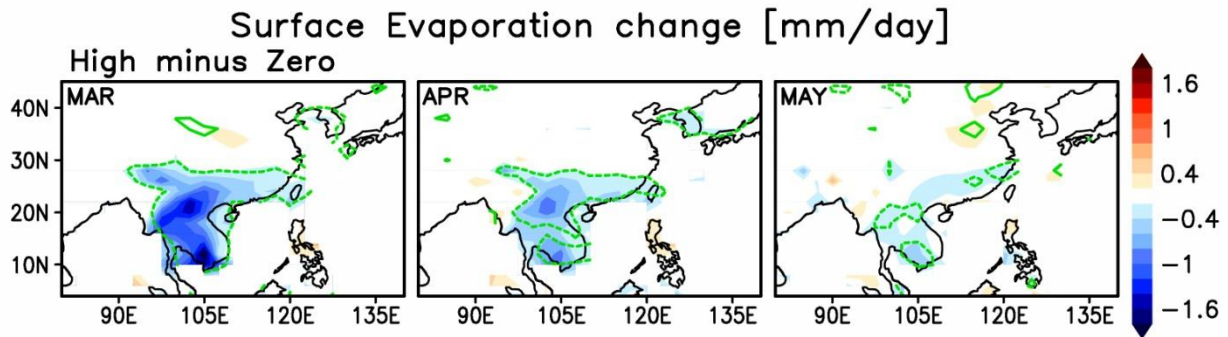 Surface Evaporation change [mm/day]
High minus Zero
MAR
APR
MAY
40N
30N
20N
10N
90E 105E 120E 135E
90E 105E 120E 135E
90E 105E 120E 135E
1.6
1
0.4
−0.4
−1
−1.6